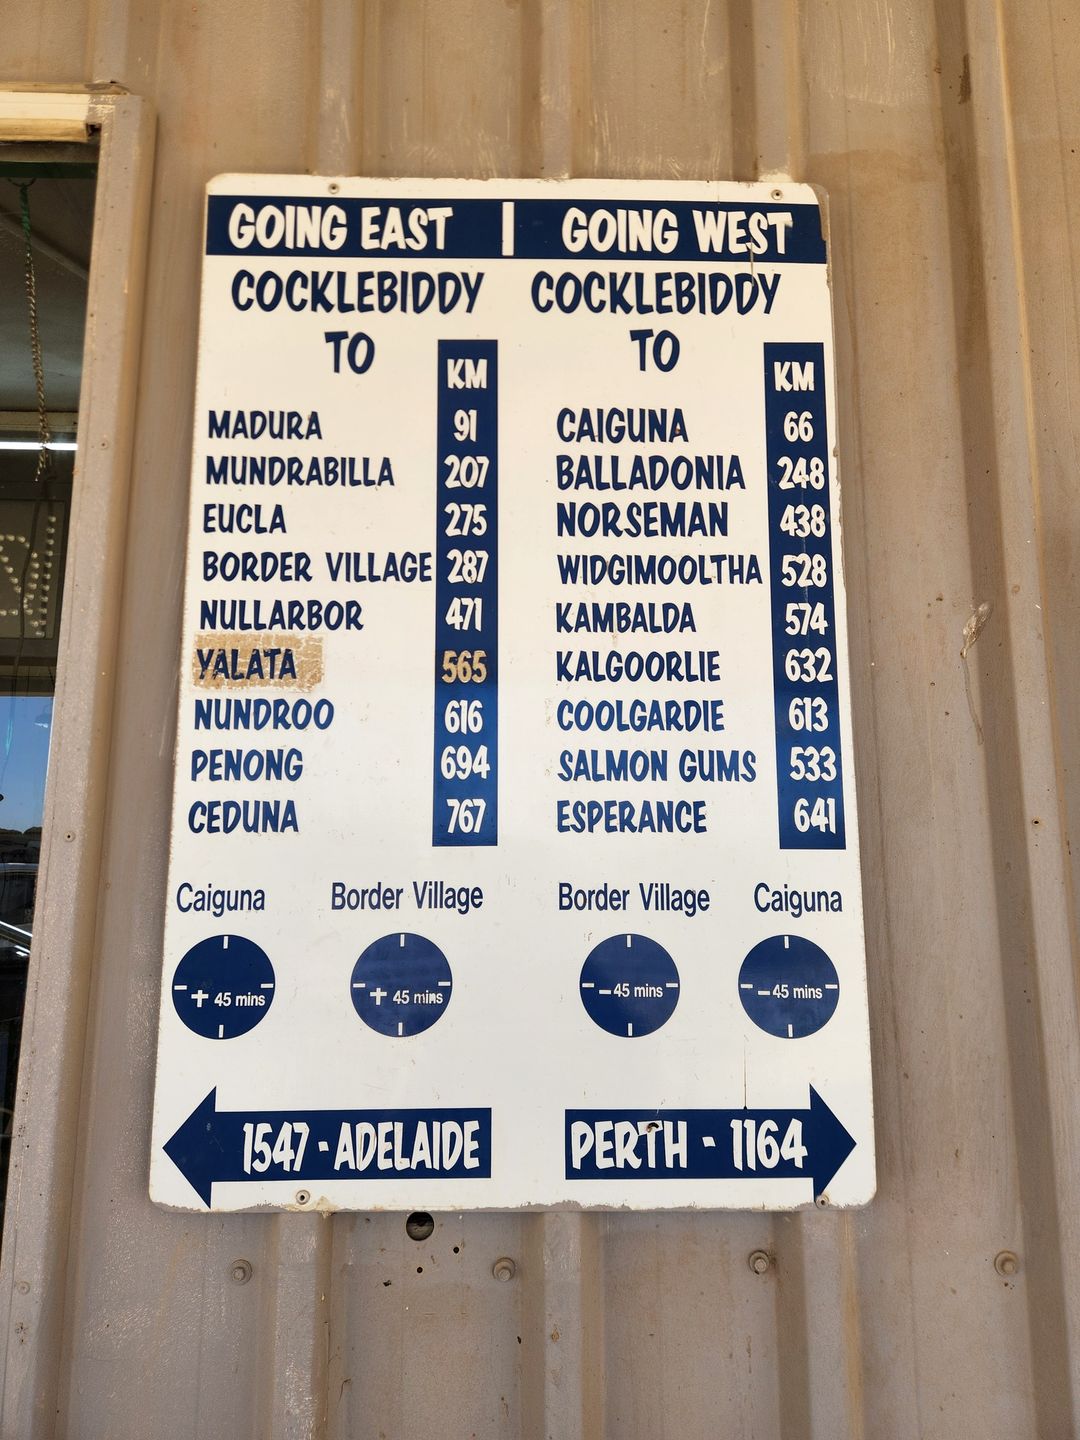 GOING EAST | GOING WEST
COCKLEBIDDY COCKLEBIDDY
TO TO
KM KM
MADURA 91 CAIGUNA 66
MUNDRABILLA 207 BALLADONIA 248
EUCLA 275 NORSEMAN 438
BORDER VILLAGE 287 WIDGIMOOLTHA 528
NULLARBOR 471 KAMBALDA 574
YALATA 565 KALGOORLIE 632
NUNDROO 616 COOLGARDIE 613
PENONG 694 SALMON GUMS 533
CEDUNA 767 ESPERANCE 641
Caiguna Border Village Border Village Caiguna
+ 45 mins + 45 mins – 45 mins – 45 mins
1547 - ADELAIDE PERTH - 1164